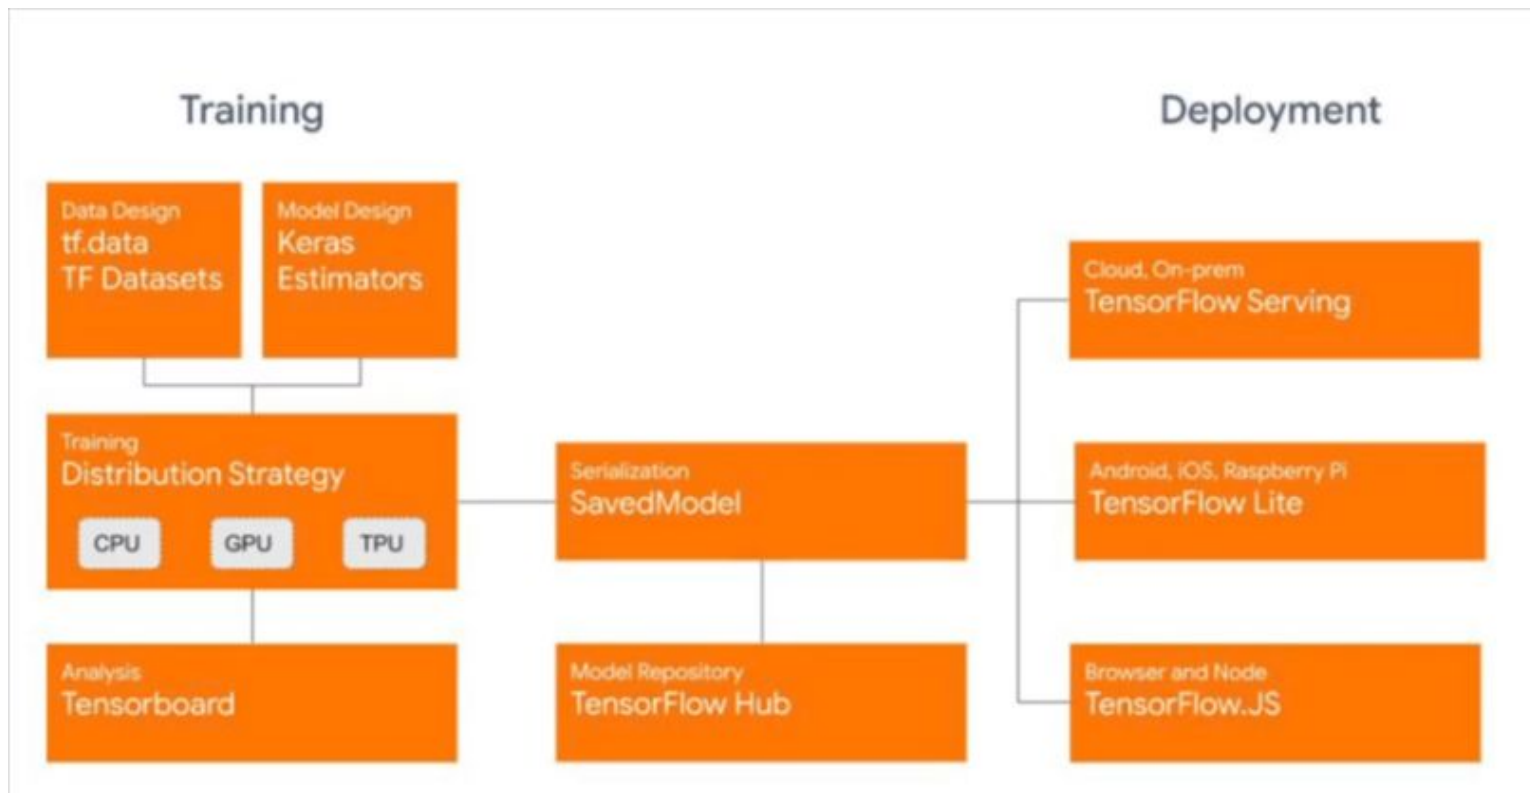 Training
Deployment
Data Design
tf.data
TF Datasets
Model Design
Keras
Estimators
Training
Distribution Strategy
CPU
GPU
TPU
Analysis
Tensorboard
Serialization
SavedModel
Model Repository
TensorFlow Hub
Cloud, On-prem
TensorFlow Serving
Android, iOS, Raspberry Pi
TensorFlow Lite
Browser and Node
TensorFlow.JS